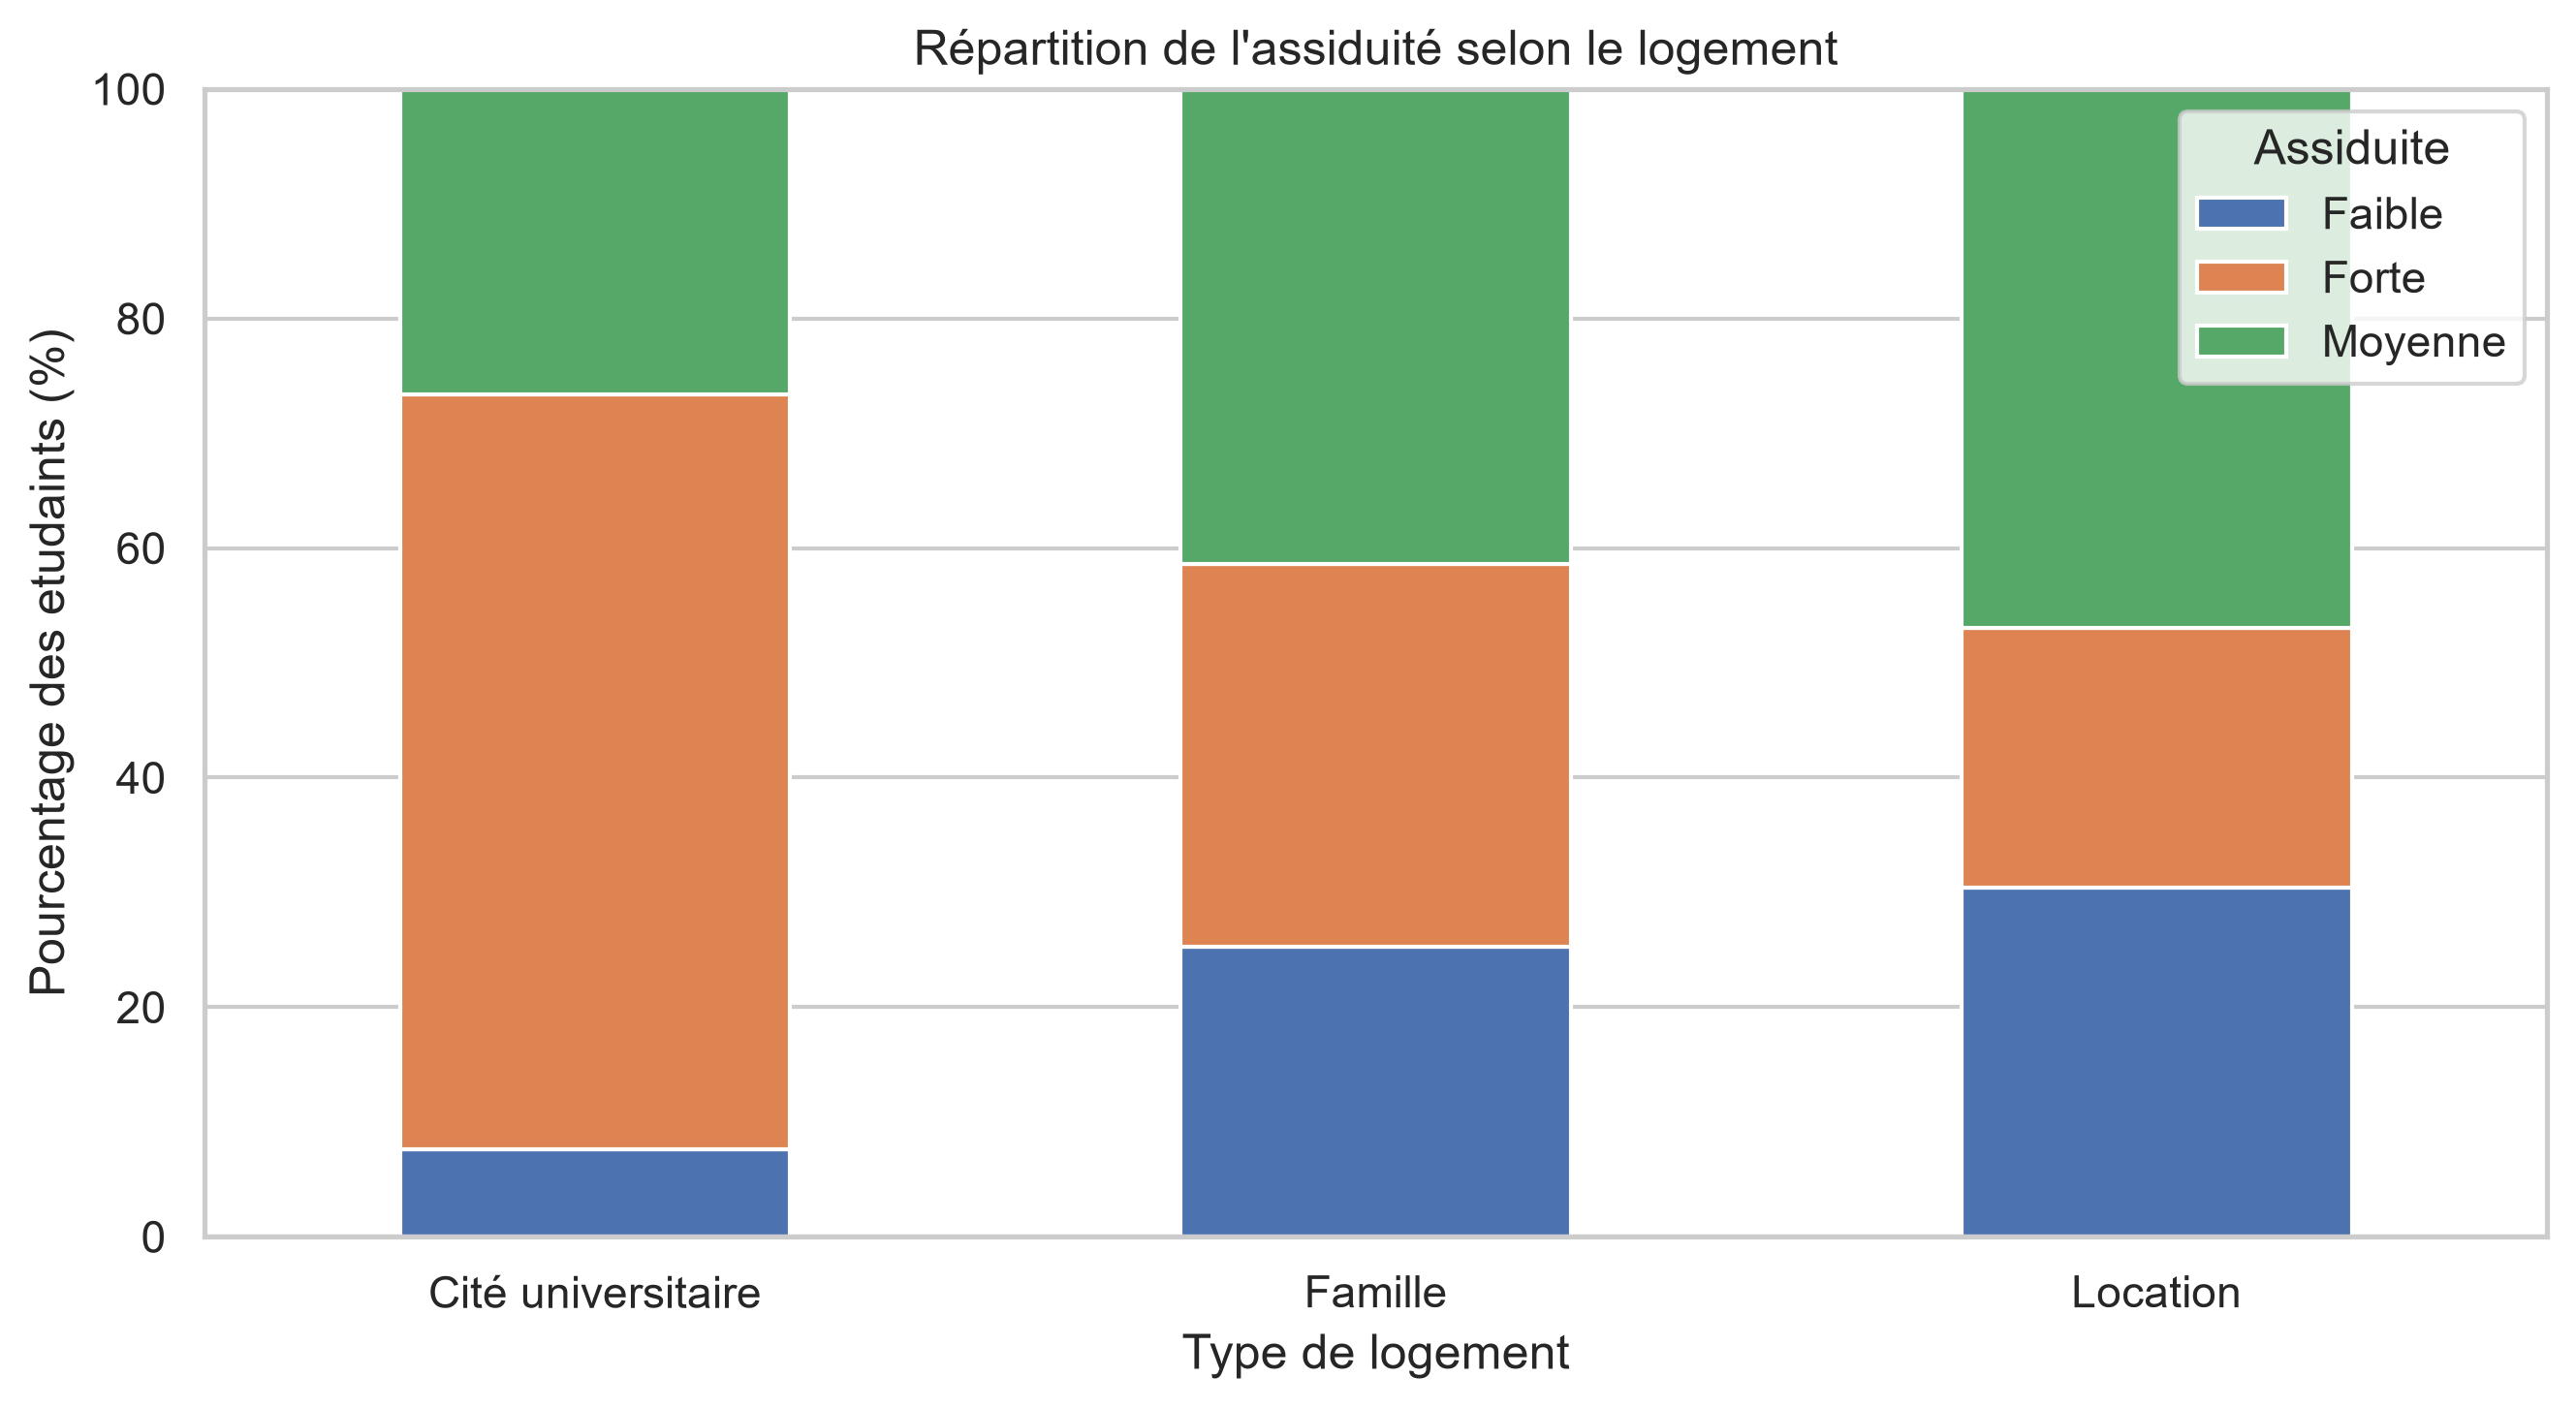 Répartition de l'assiduité selon le logement
100
80
60
40
20
0
Pourcentage des etudaints (%)
Assiduite
Faible
Forte
Moyenne
Cité universitaire
Famille
Location
Type de logement